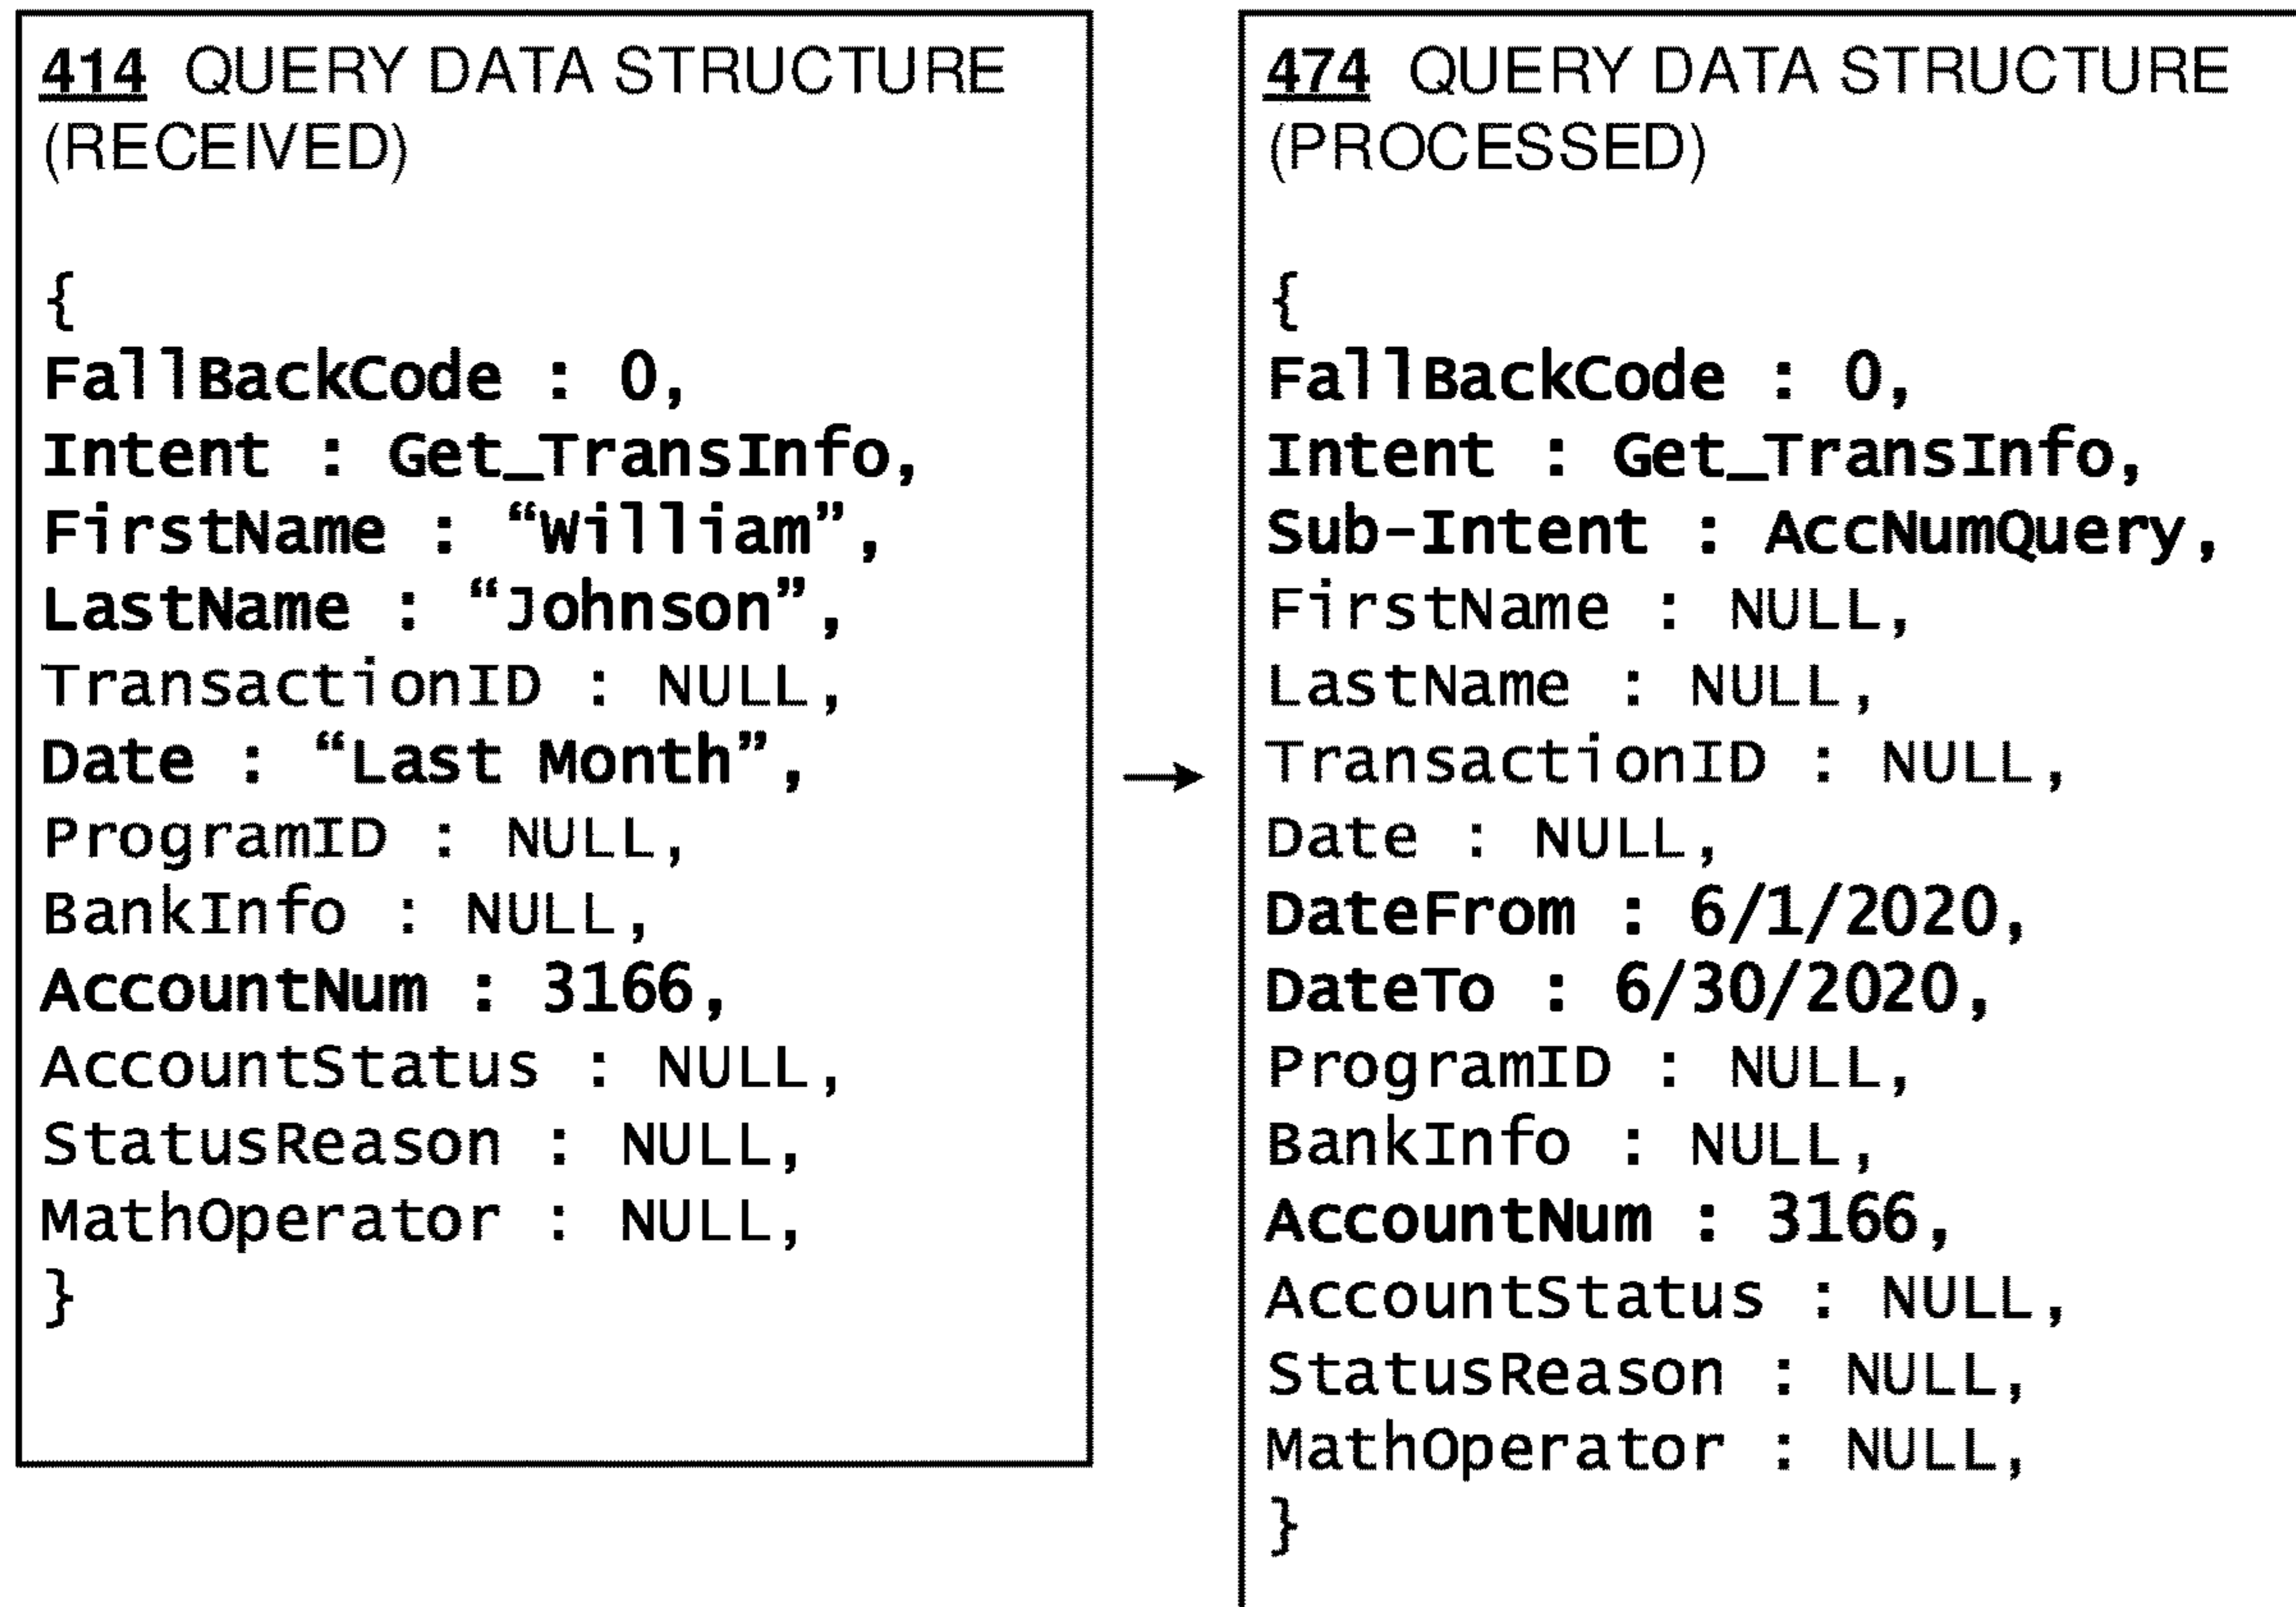 414 QUERY DATA STRUCTURE
(RECEIVED)
{
FallBackCode : 0,
Intent : Get_TransInfo,
FirstName : “William”,
LastName : “Johnson”,
TransactionID : NULL,
Date : “Last Month”,
ProgramID : NULL,
BankInfo : NULL,
AccountNum : 3166,
AccountStatus : NULL,
StatusReason : NULL,
MathOperator : NULL,
}
474 QUERY DATA STRUCTURE
(PROCESSED)
{
FallBackCode : 0,
Intent : Get_TransInfo,
Sub-Intent : AccNumQuery,
FirstName : NULL,
LastName : NULL,
TransactionID : NULL,
Date : NULL,
DateFrom : 6/1/2020,
DateTo : 6/30/2020,
ProgramID : NULL,
BankInfo : NULL,
AccountNum : 3166,
AccountStatus : NULL,
StatusReason : NULL,
MathOperator : NULL,
}